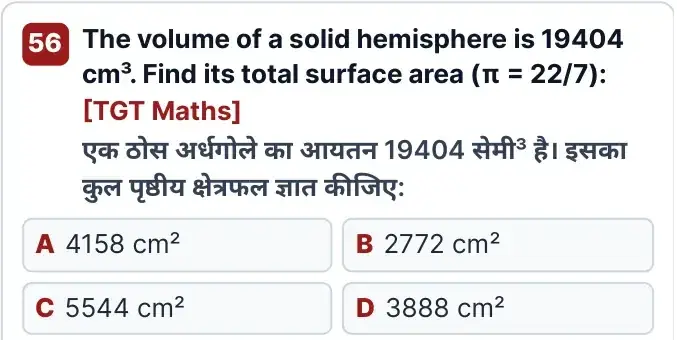 56 The volume of a solid hemisphere is 19404
cm³. Find its total surface area (π = 22/7):
[TGT Maths]
एक ठोस अर्धगोले का आयतन 19404 सेमी³ है। इसका
कुल पृष्ठीय क्षेत्रफल ज्ञात कीजिए:
A 4158 cm² B 2772 cm²
C 5544 cm² D 3888 cm²